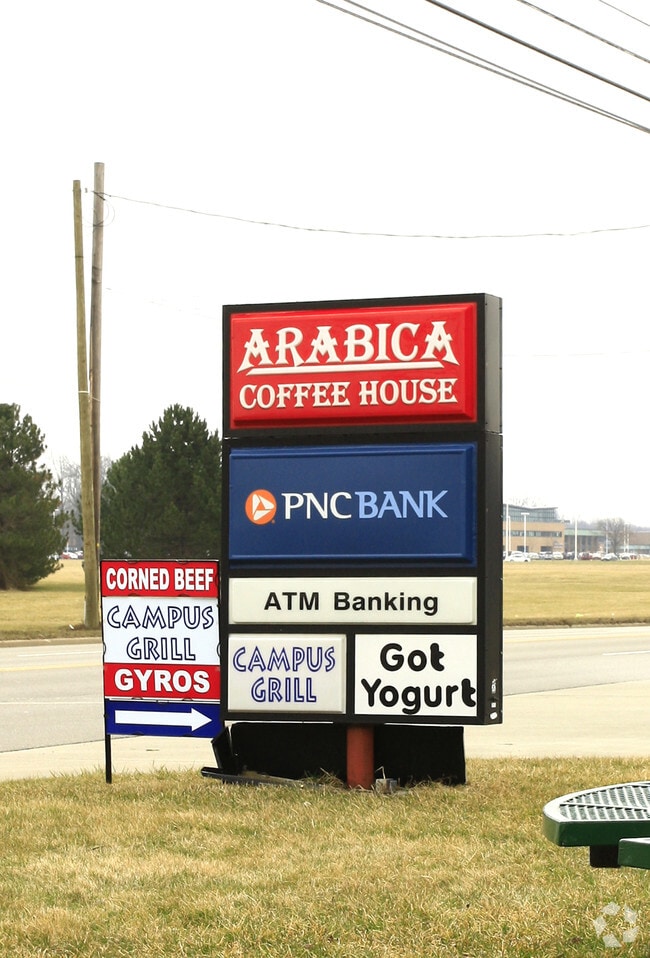 ARABICA
COFFEE HOUSE
PNC BANK
ATM Banking
CAMPUS
GRILL
Got
Yogurt
CORNED BEEF
CAMPUS
GRILL
GYROS